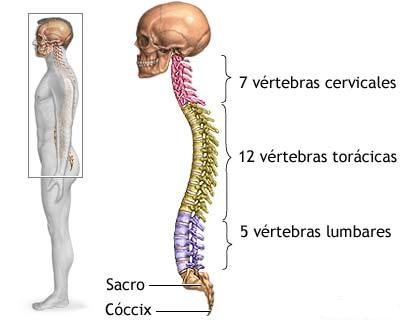 7 vértebras cervicales
12 vértebras torácicas
5 vértebras lumbares
Sacro
Cóccix